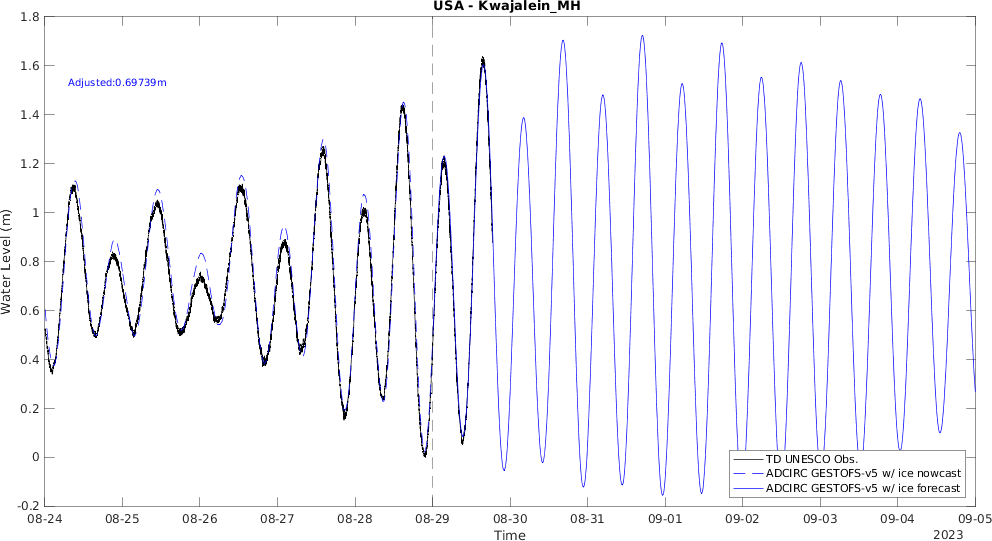 USA - Kwajalein_MH
Adjusted:0.69739m
Water Level (m)
1.8
1.6
1.4
1.2
1
0.8
0.6
0.4
0.2
0
-0.2
TD UNESCO Obs.
ADCIRC GESTOFS-v5 w/ ice nowcast
ADCIRC GESTOFS-v5 w/ ice forecast
08-24 08-25 08-26 08-27 08-28 08-29 08-30 08-31 09-01 09-02 09-03 09-04 09-05
Time
2023